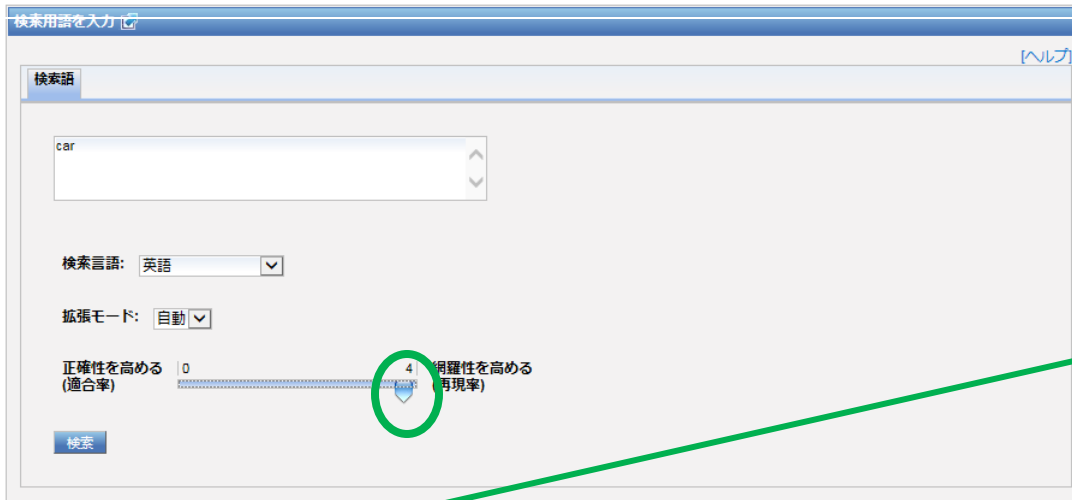 検索用語を入力
[ヘルプ]
検索語
car
検索言語: 英語
拡張モード: 自動
正確性を高める 0 4 網羅性を高める
(適合率) (再現率)
検索